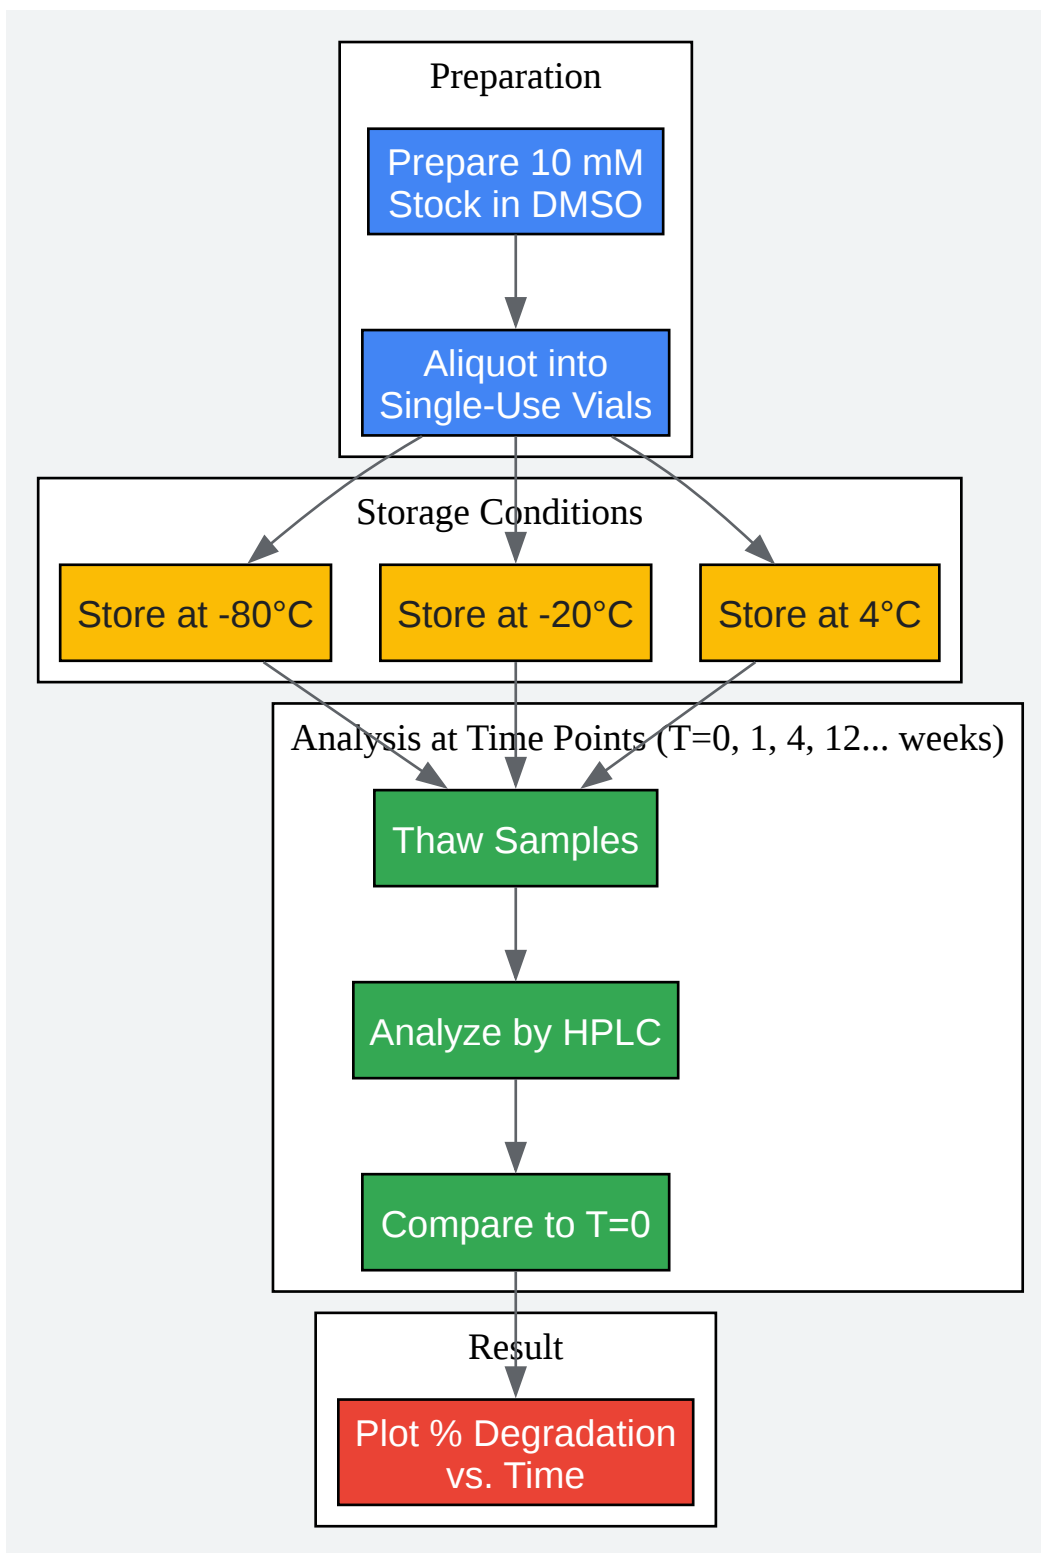 Preparation
Prepare 10 mM
Stock in DMSO
Aliquot into
Single-Use Vials
Storage Conditions
Store at -80°C
Store at -20°C
Store at 4°C
Analysis at Time Points (T=0, 1, 4, 12... weeks)
Thaw Samples
Analyze by HPLC
Compare to T=0
Result
Plot % Degradation
vs. Time